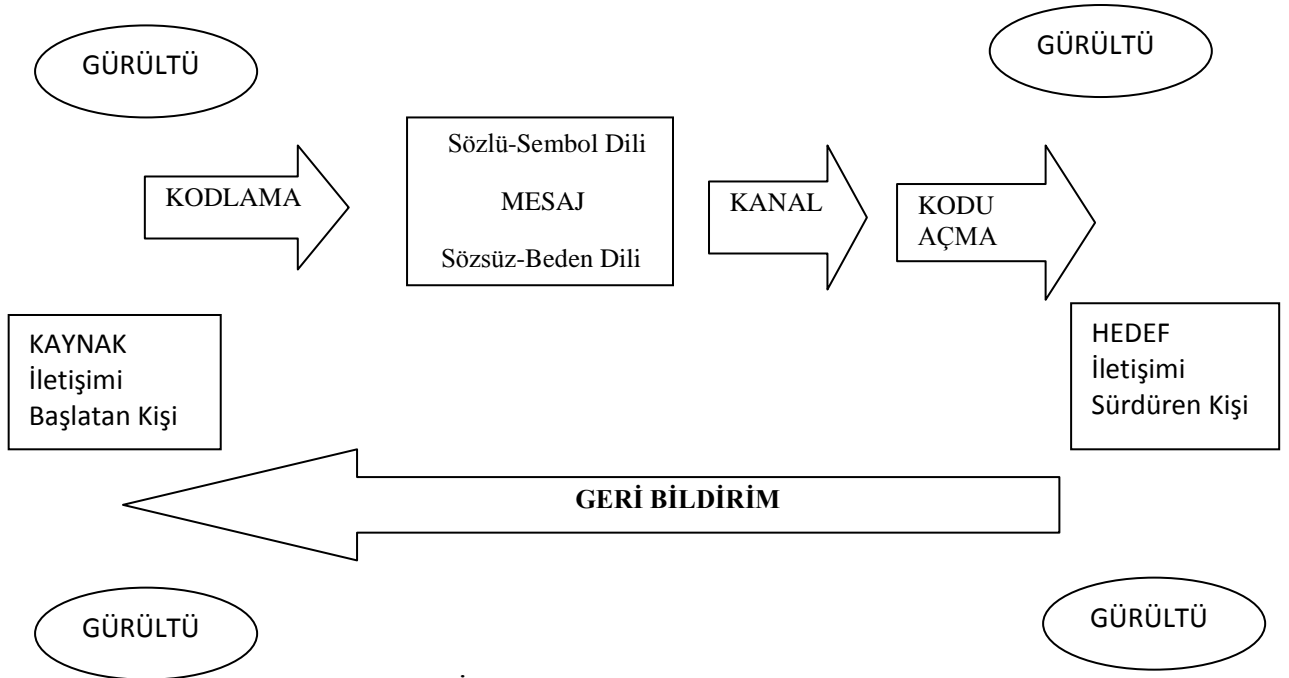 GÜRÜLTÜ
GÜRÜLTÜ
KODLAMA
Sözlü-Sembol Dili
MESAJ
Sözsüz-Beden Dili
KANAL
KODU
AÇMA
KAYNAK
İletişimi
Başlatan Kişi
HEDEF
İletişimi
Sürdüren Kişi
GERİ BİLDİRİM
GÜRÜLTÜ
GÜRÜLTÜ